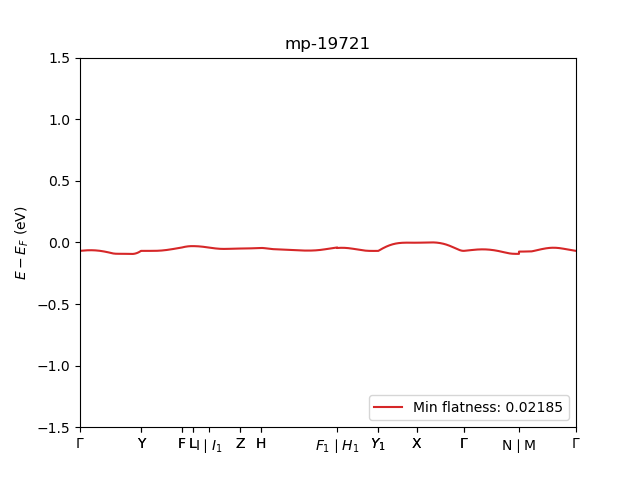 mp-19721
1.5
1.0
0.5
0.0
−0.5
−1.0
−1.5
E − E_F (eV)
Min flatness: 0.02185
Γ Y F L I | I₁ Z H F₁ | H₁ Y₁ X Γ N | M Γ